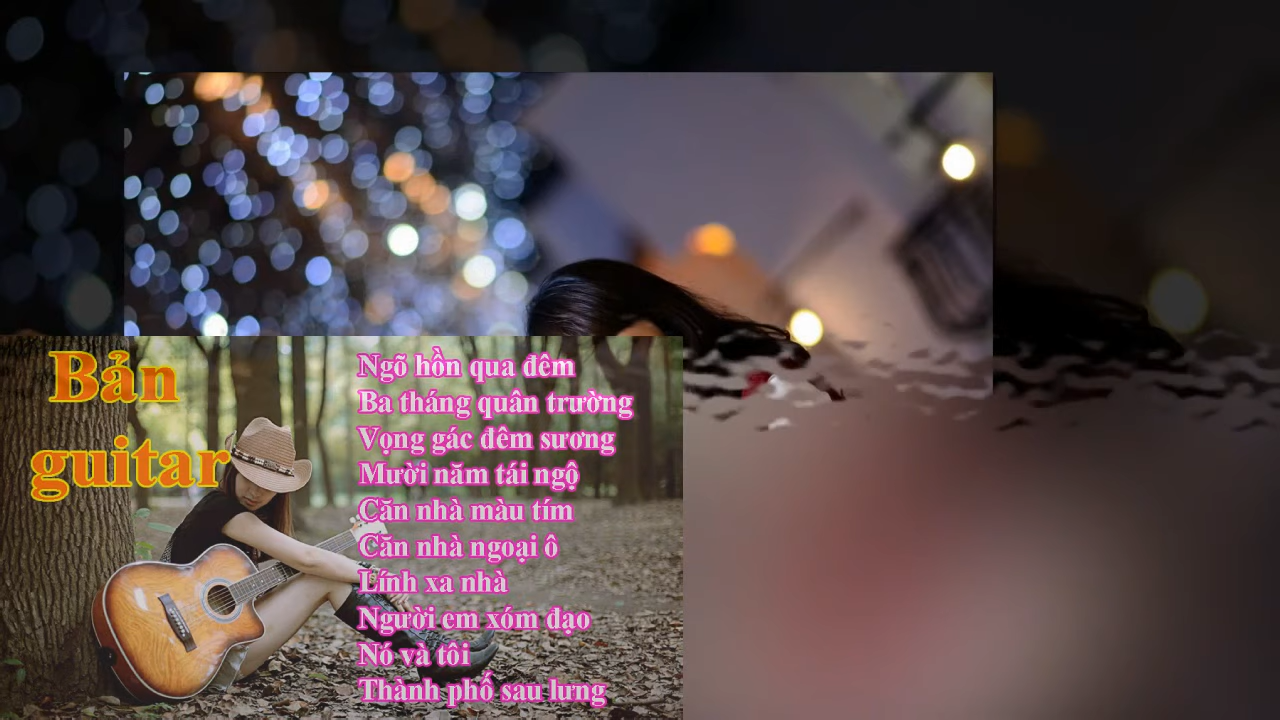 Bản
guitar
Ngõ hồn qua đêm
Ba tháng quân trường
Vọng gác đêm sương
Mười năm tái ngộ
Căn nhà màu tím
Căn nhà ngoại ô
Lính xa nhà
Người em xóm đạo
Nó và tôi
Thành phố sau lưng